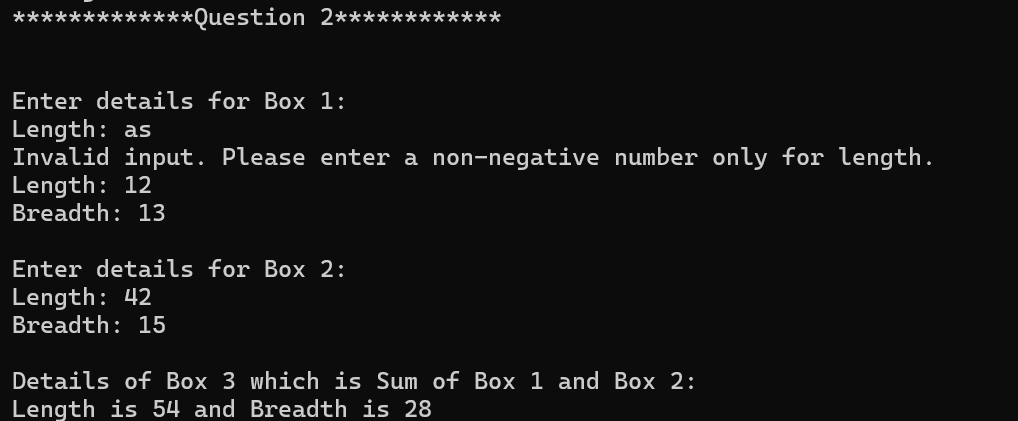 *************Question 2************
Enter details for Box 1:
Length: as
Invalid input. Please enter a non-negative number only for length.
Length: 12
Breadth: 13
Enter details for Box 2:
Length: 42
Breadth: 15
Details of Box 3 which is Sum of Box 1 and Box 2:
Length is 54 and Breadth is 28